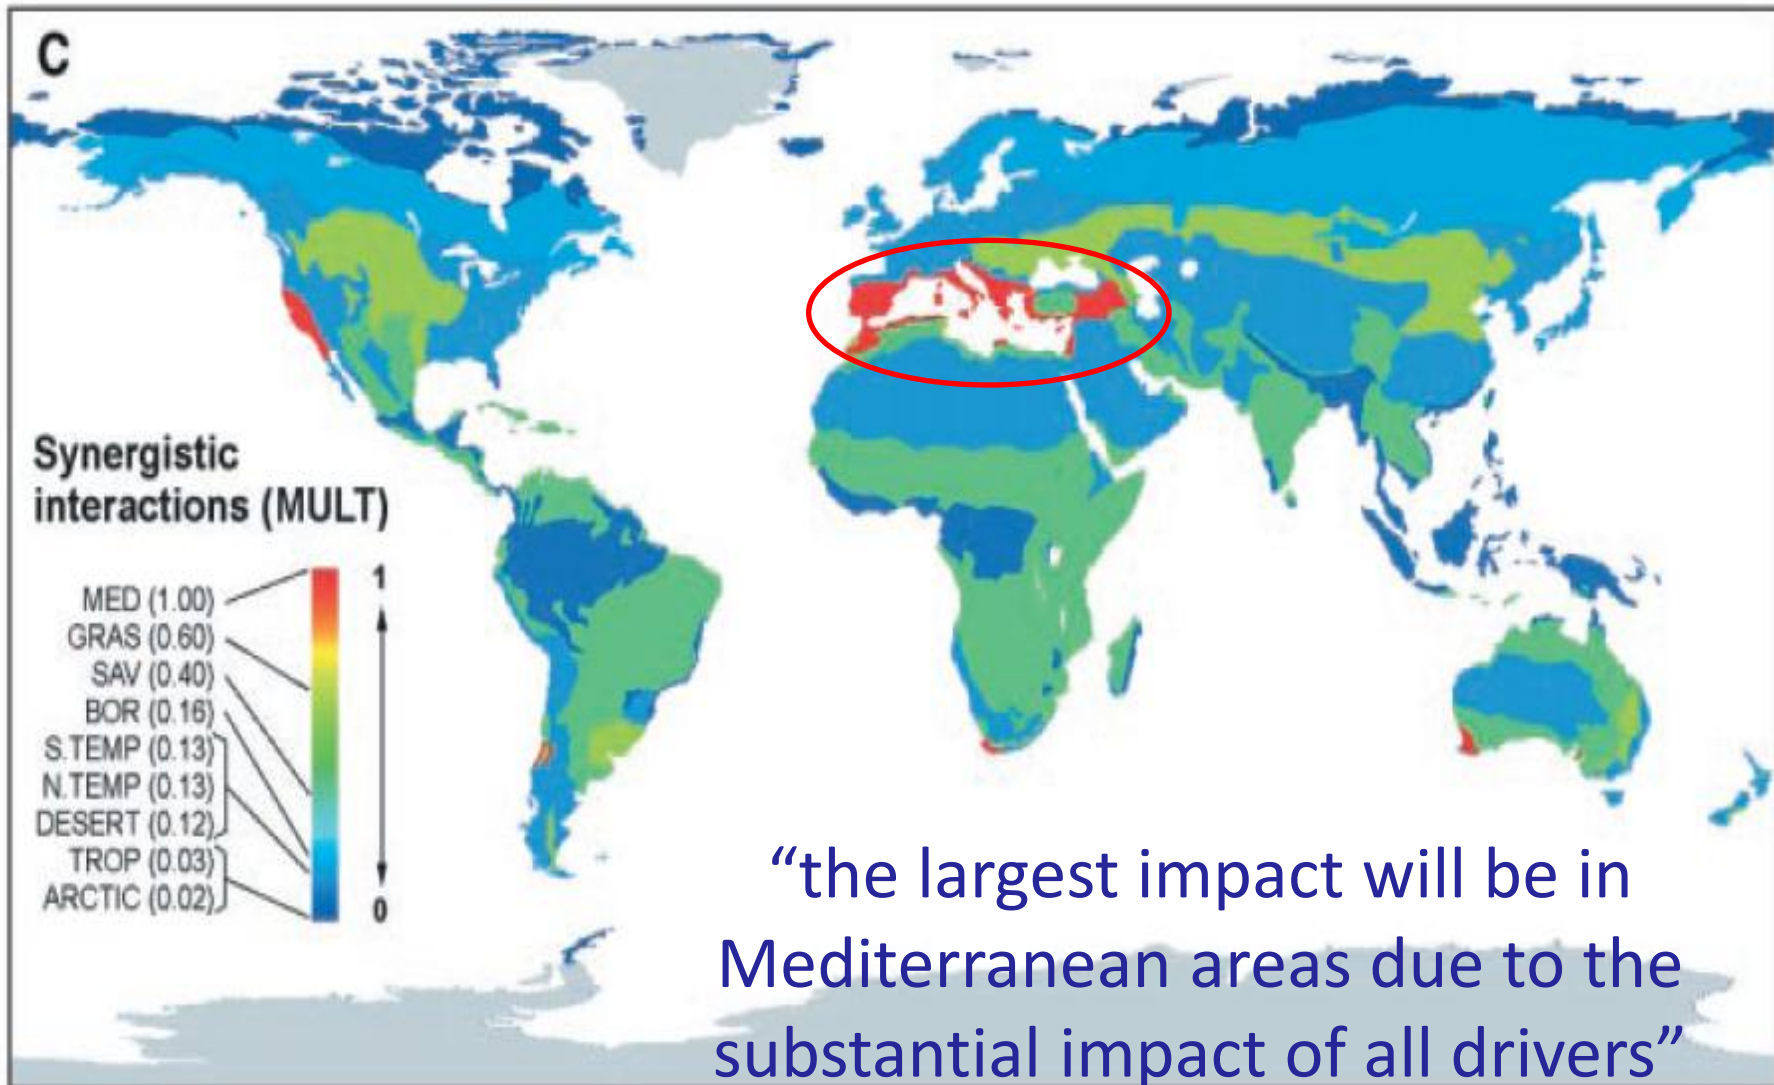 C
Synergistic
interactions (MULT)
MED (1.00)
GRAS (0.60)
SAV (0.40)
BOR (0.16)
S.TEMP (0.13)
N.TEMP (0.13)
DESERT (0.12)
TROP (0.03)
ARCTIC (0.02)
1
0
“the largest impact will be in
Mediterranean areas due to the
substantial impact of all drivers”